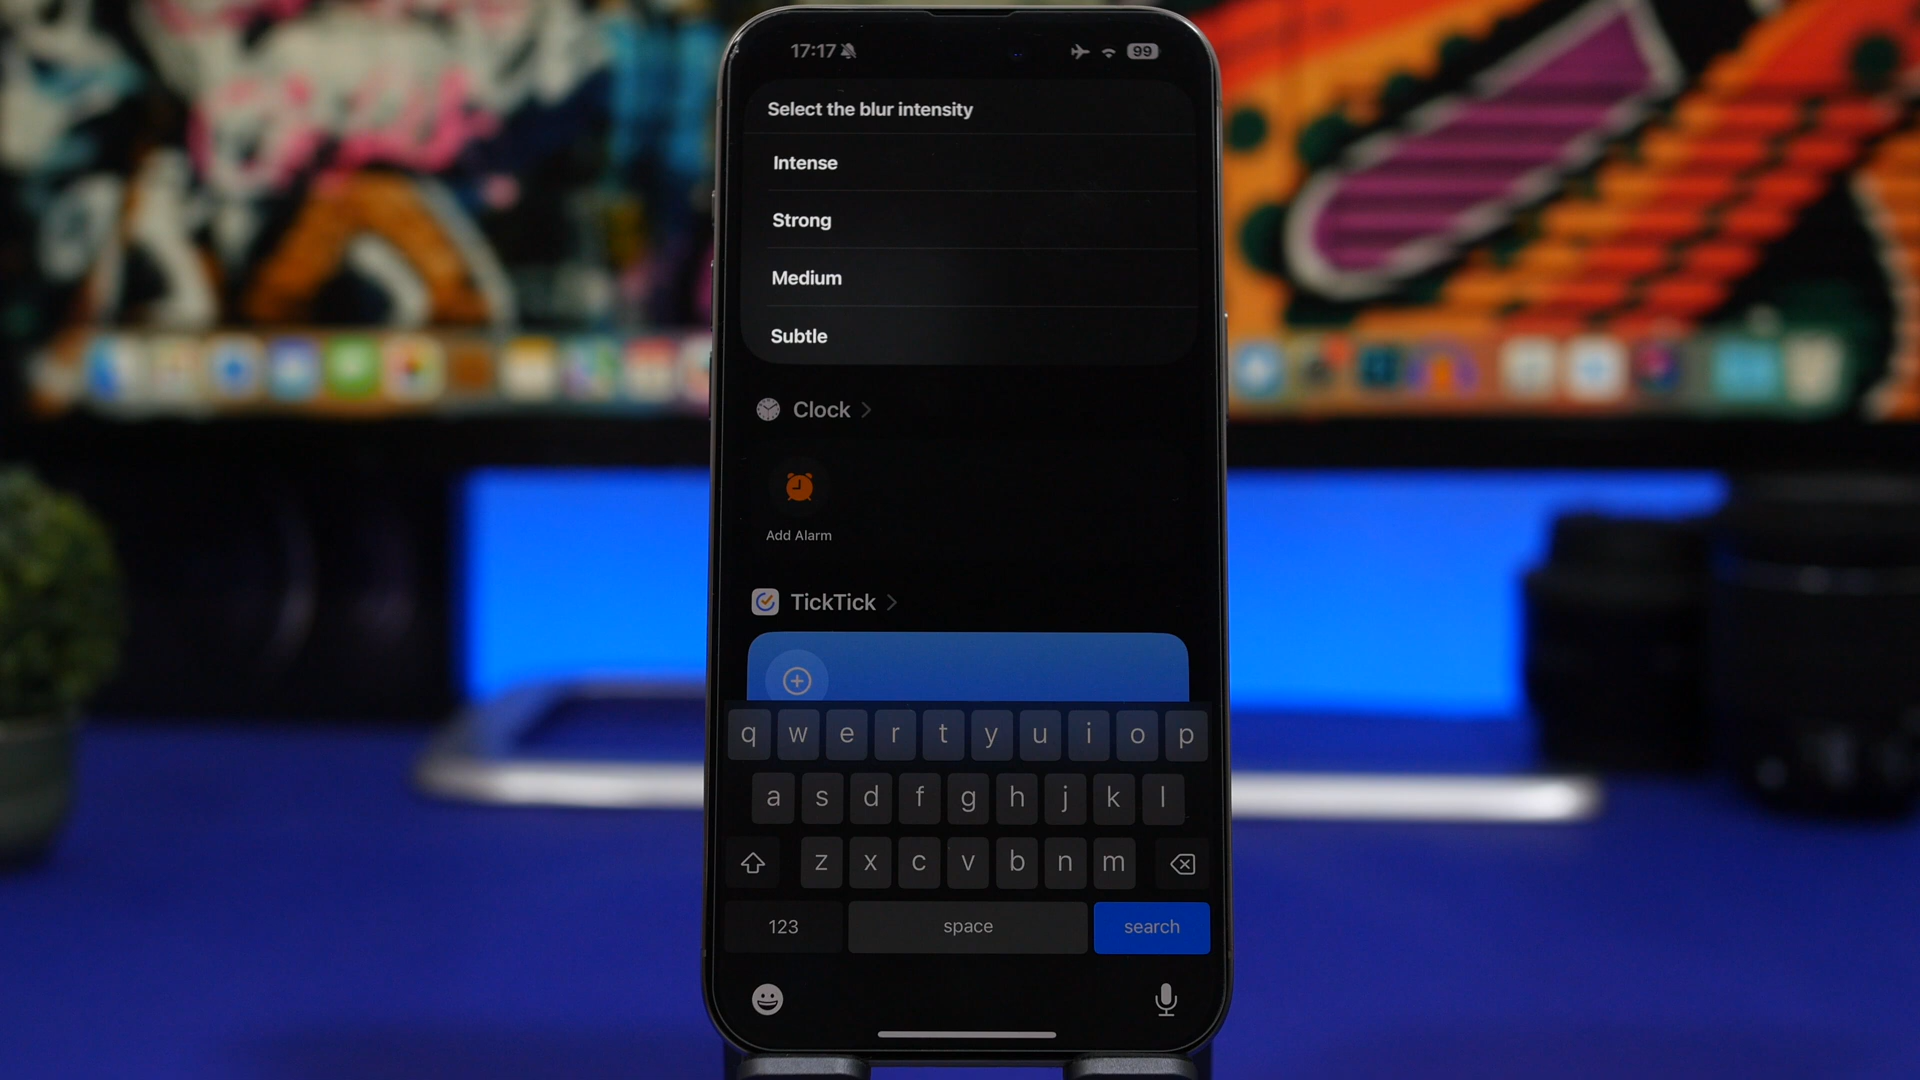 17:17 99
Select the blur intensity
Intense
Strong
Medium
Subtle
Clock
Add Alarm
TickTick
q w e r t y u i o p
a s d f g h j k l
z x c v b n m
123 space search